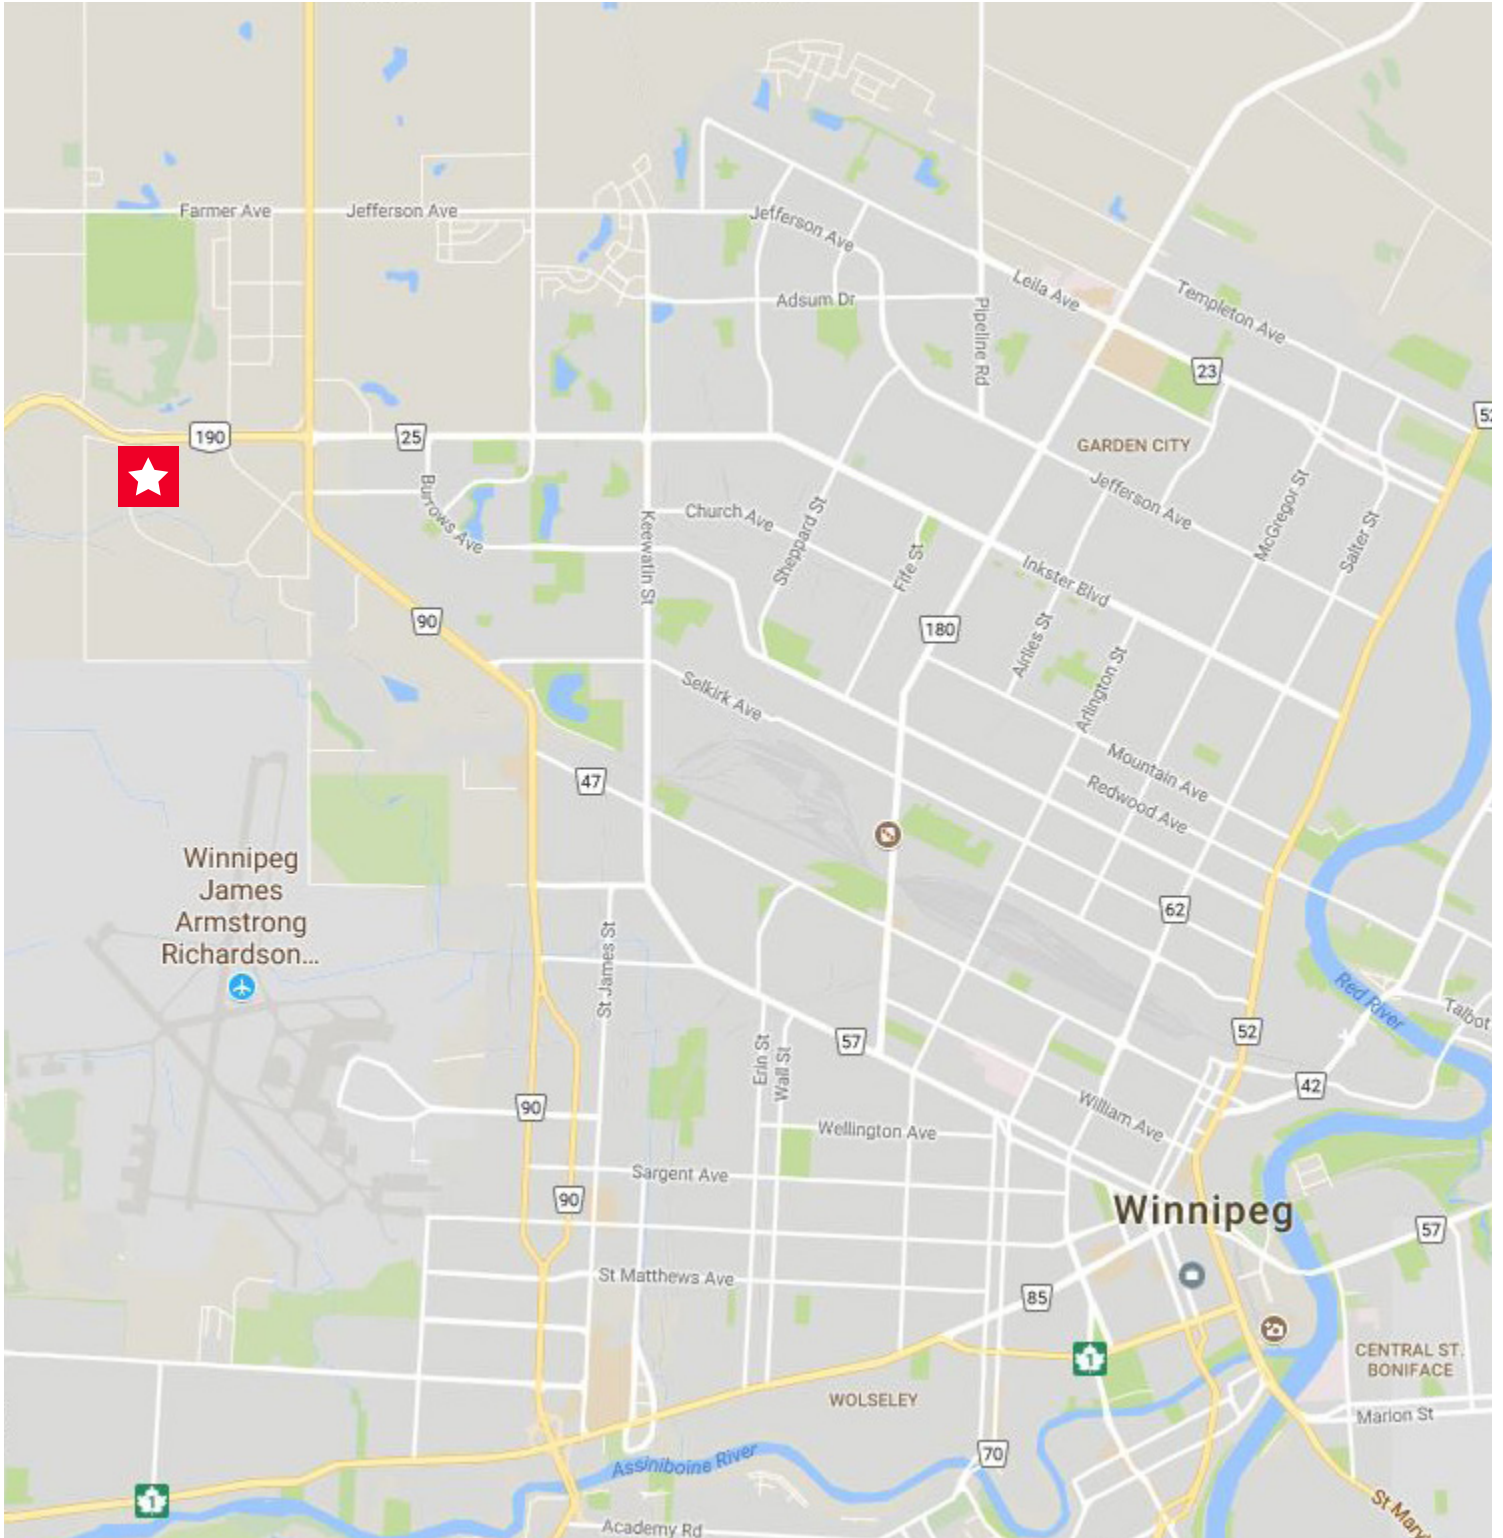 Farmer Ave
Jefferson Ave
Jefferson Ave
Adsum Dr
Leila Ave
Templeton Ave
Pipeline Rd
23
52
190
25
GARDEN CITY
Burrows Ave
Keewatin St
Church Ave
Sheppard St
Fife St
Jefferson Ave
McGregor St
Salter St
Inkster Blvd
90
180
Airlies St
Arlington St
Selkirk Ave
Mountain Ave
Redwood Ave
47
Winnipeg
James
Armstrong
Richardson...
62
St James St
Red River
Talbot
52
57
Erin St
Wall St
42
90
William Ave
Wellington Ave
Sargent Ave
90
Winnipeg
57
St Matthews Ave
85
1
CENTRAL ST.
BONIFACE
WOLSELEY
Marion St
70
Assiniboine River
1
St Mary
Academy Rd